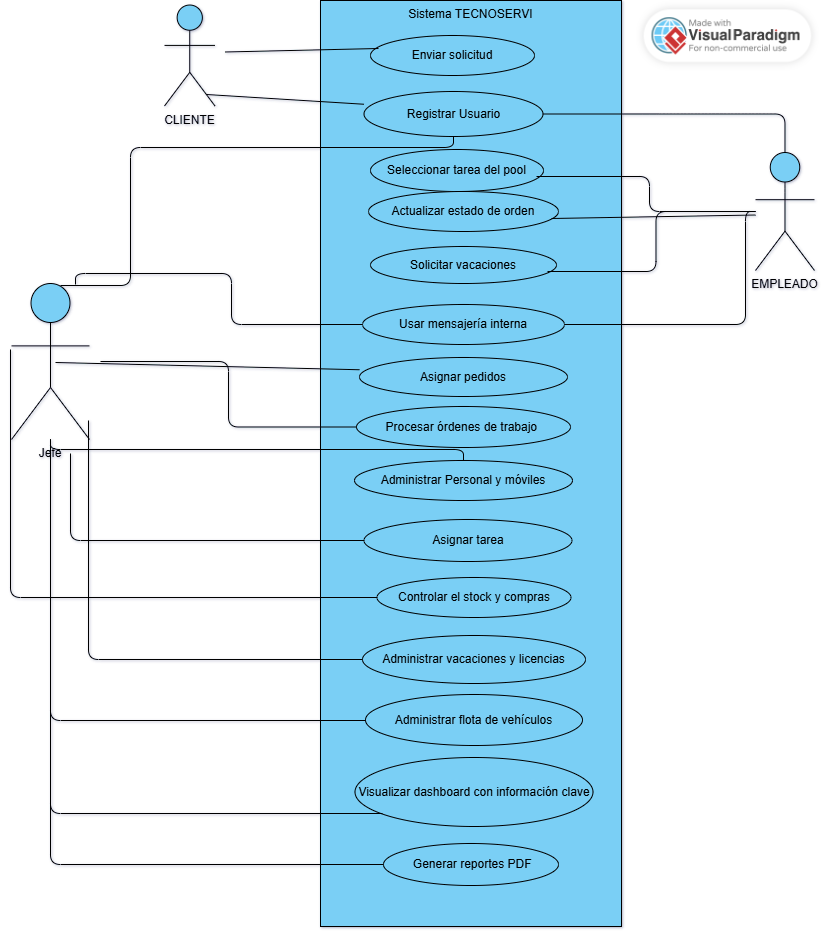 Sistema TECNOSERVI
Made with
VisualParadigm
For non-commercial use
Enviar solicitud
CLIENTE
Registrar Usuario
Seleccionar tarea del pool
Actualizar estado de orden
Solicitar vacaciones
EMPLEADO
Usar mensajería interna
Asignar pedidos
Procesar órdenes de trabajo
Jefe
Administrar Personal y móviles
Asignar tarea
Controlar el stock y compras
Administrar vacaciones y licencias
Administrar flota de vehículos
Visualizar dashboard con información clave
Generar reportes PDF